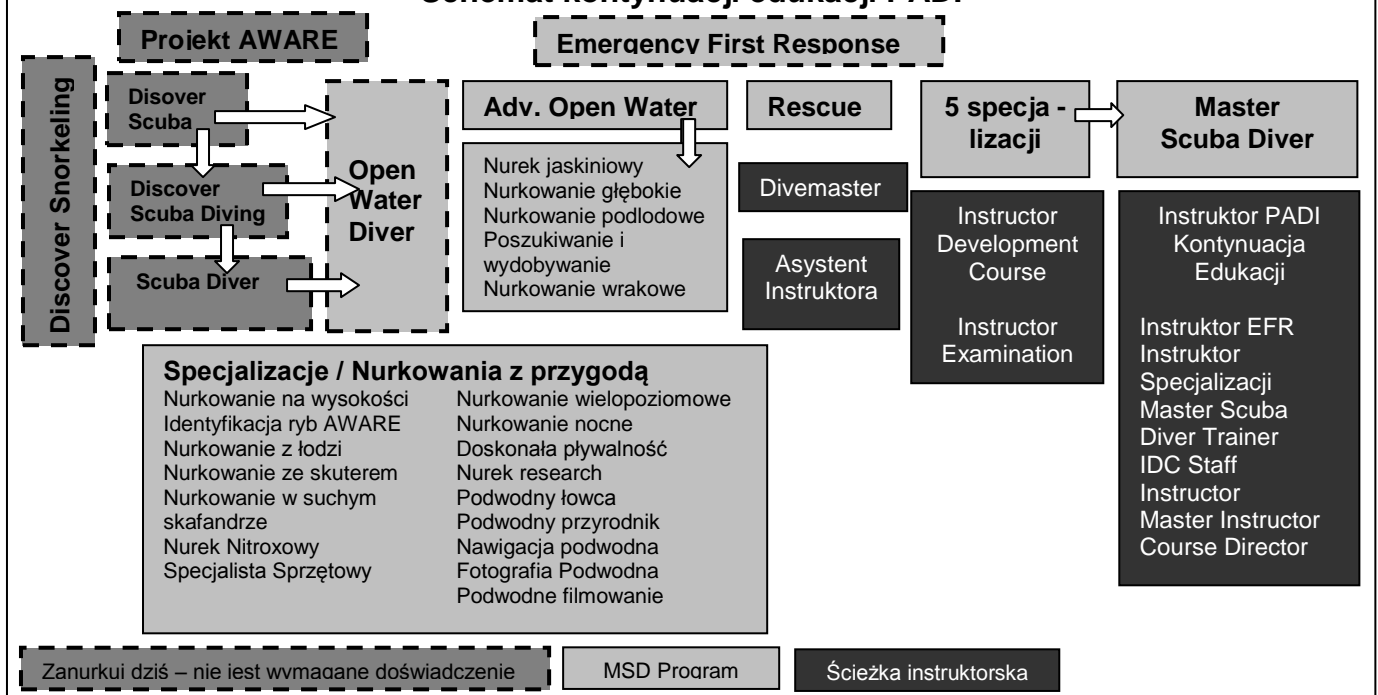 Schemat kontynuacji edukacji PADI
Projekt AWARE
Emergency First Response
Discover Snorkeling
Disover
Scuba
Discover
Scuba Diving
Scuba Diver
Open
Water
Diver
Adv. Open Water
Nurek jaskiniowy
Nurkowanie głębokie
Nurkowanie podlodowe
Poszukiwanie i
wydobywanie
Nurkowanie wrakowe
Rescue
Divemaster
Asystent
Instruktora
5 specja -
lizacji
Instructor
Development
Course
Instructor
Examination
Master
Scuba Diver
Instruktor PADI
Kontynuacja
Edukacji
Instruktor EFR
Instruktor
Specjalizacji
Master Scuba
Diver Trainer
IDC Staff
Instructor
Master Instructor
Course Director
Specjalizacje / Nurkowania z przygodą
Nurkowanie na wysokości
Identyfikacja ryb AWARE
Nurkowanie z łodzi
Nurkowanie ze skuterem
Nurkowanie w suchym
skafandrze
Nurek Nitroxowy
Specjalista Sprzętowy
Nurkowanie wielopoziomowe
Nurkowanie nocne
Doskonała pływalność
Nurek research
Podwodny łowca
Podwodny przyrodnik
Nawigacja podwodna
Fotografia Podwodna
Podwodne filmowanie
Zanurkuj dziś – nie jest wymagane doświadczenie
MSD Program
Ścieżka instruktorska